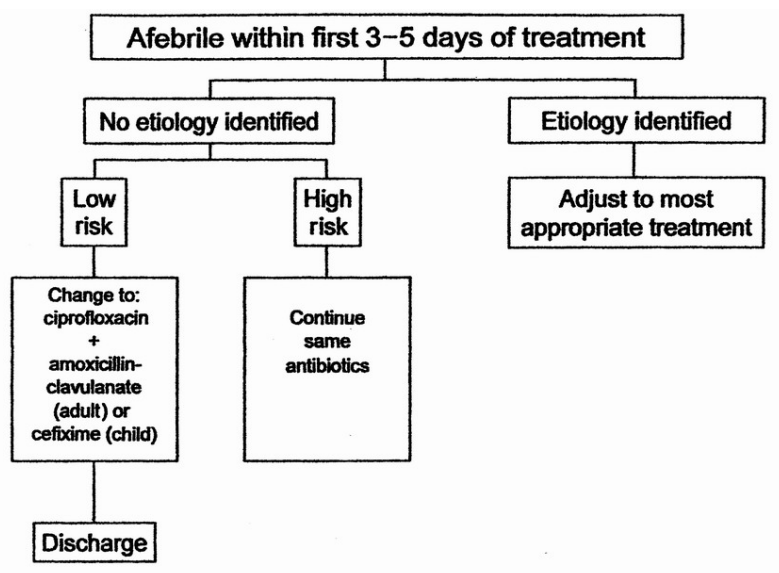 Afebrile within first 3–5 days of treatment
No etiology identified
Etiology identified
Low
risk
High
risk
Adjust to most
appropriate treatment
Change to:
ciprofloxacin
+
amoxicillin-
clavulanate
(adult) or
cefixime (child)
Continue
same
antibiotics
Discharge